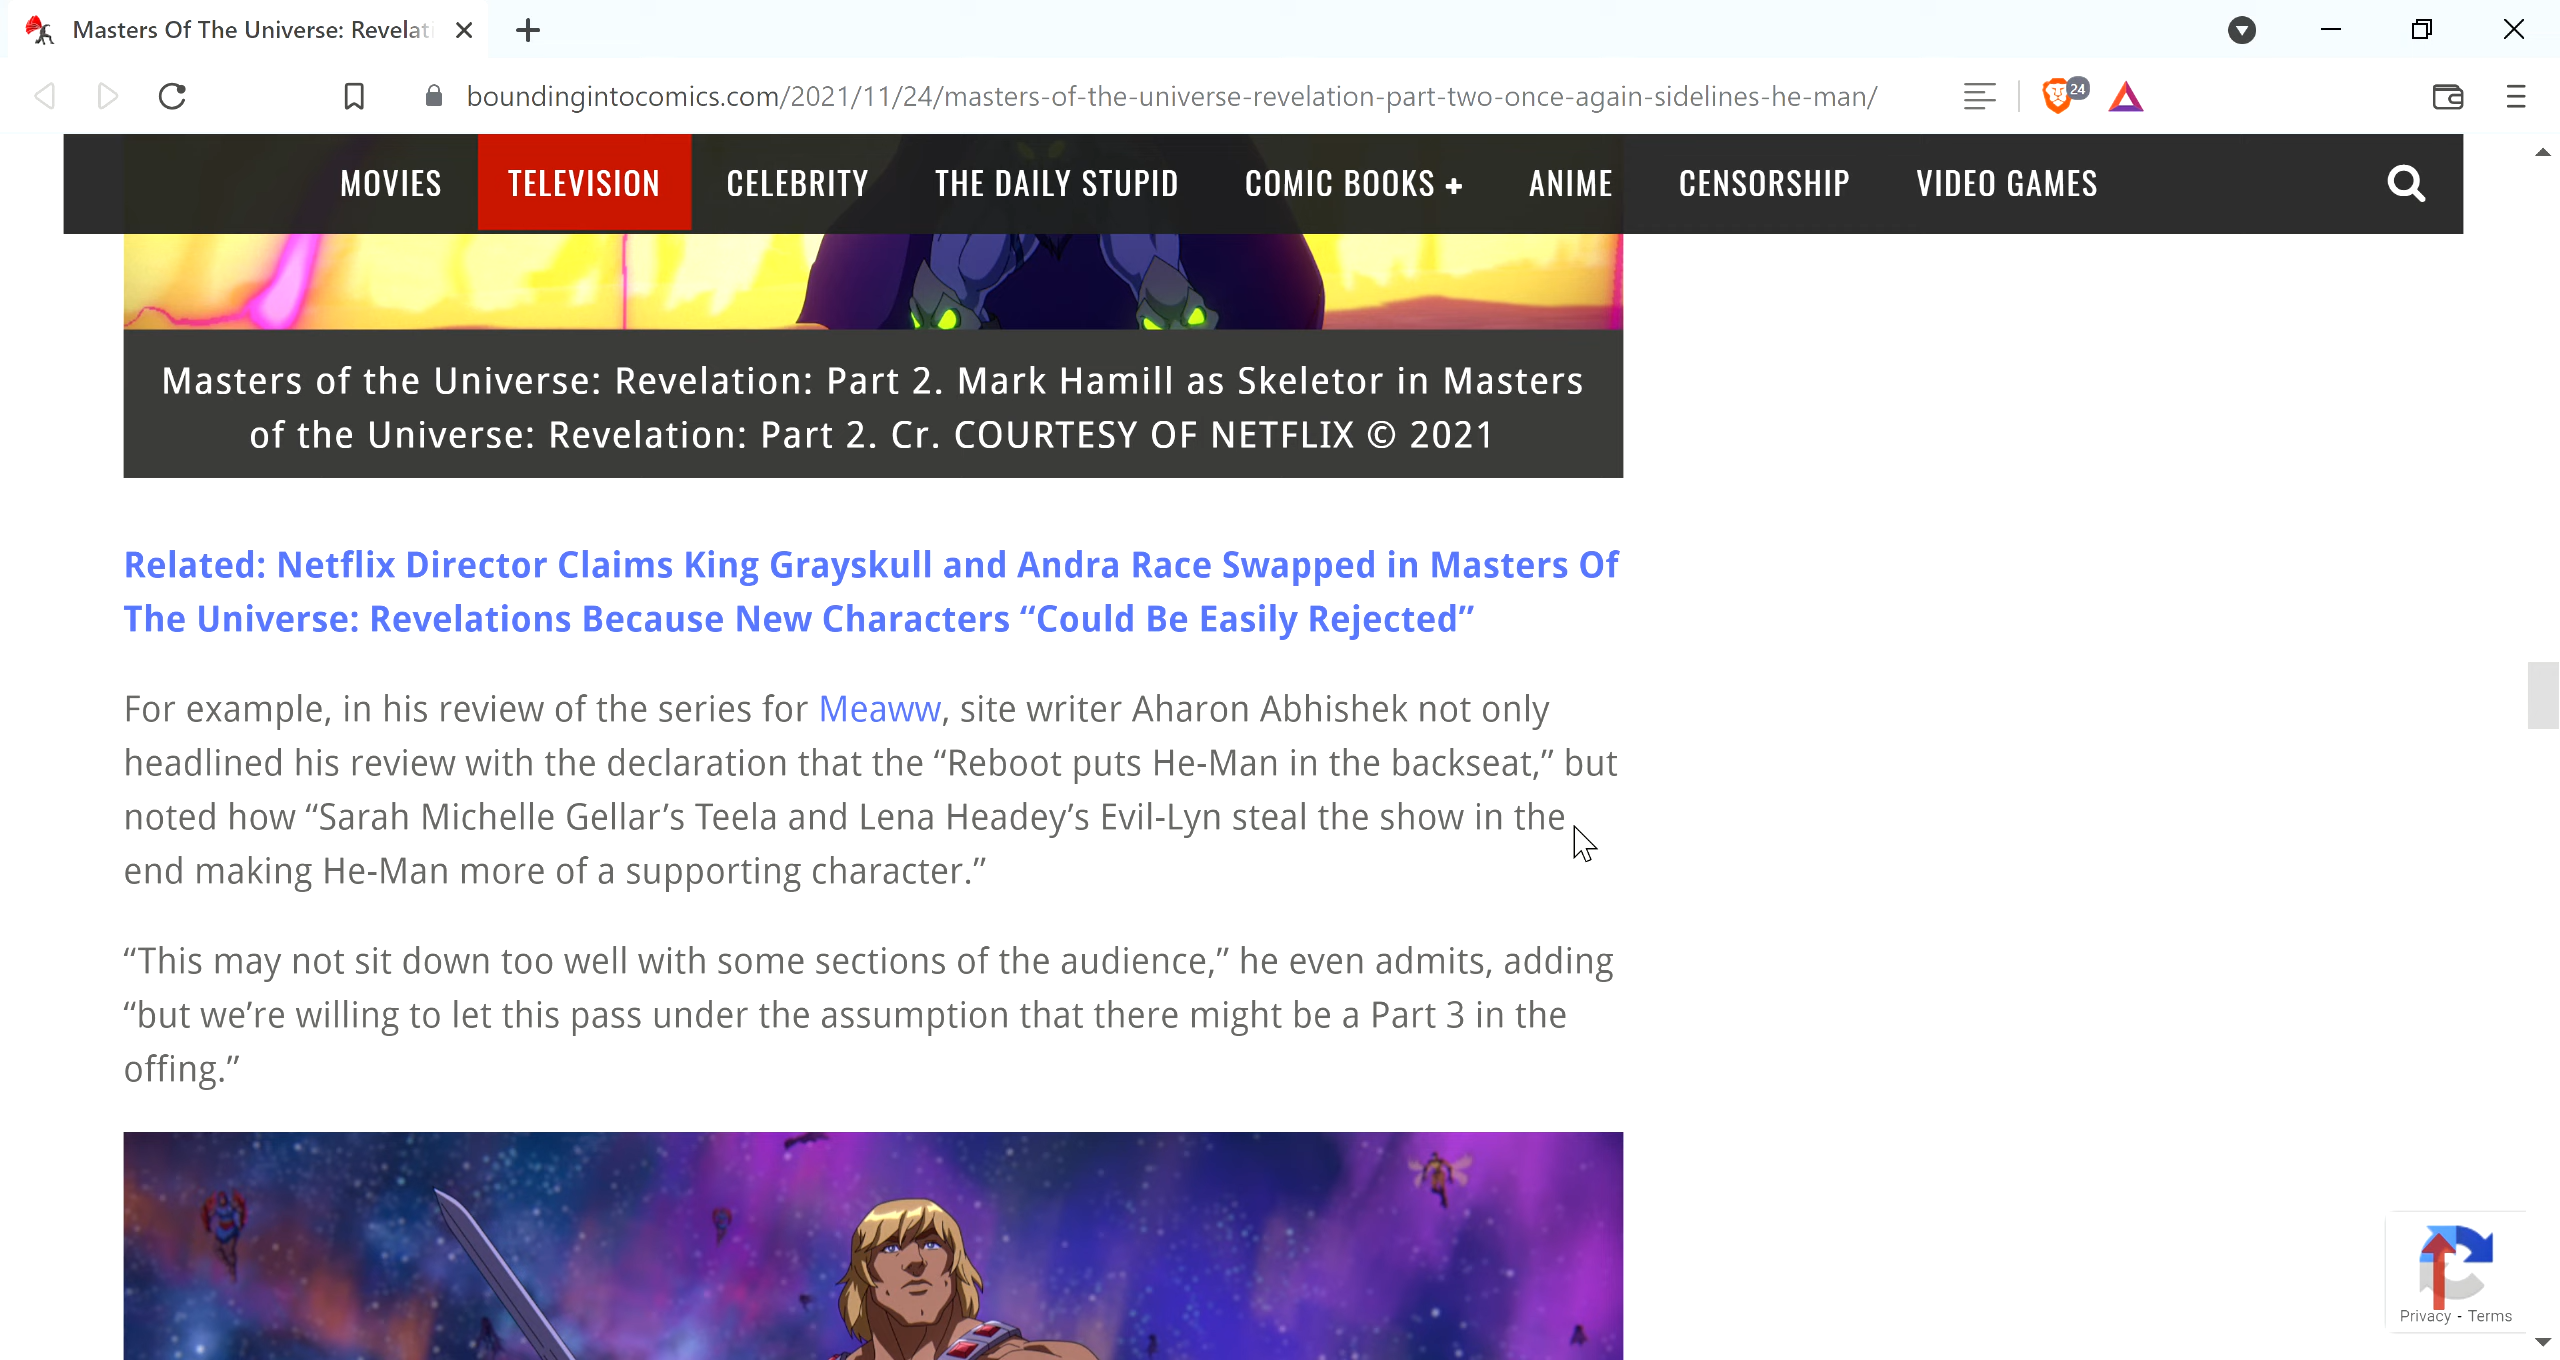 Masters Of The Universe: Revelati
boundingintocomics.com/2021/11/24/masters-of-the-universe-revelation-part-two-once-again-sidelines-he-man/
24
MOVIES TELEVISION CELEBRITY THE DAILY STUPID COMIC BOOKS + ANIME CENSORSHIP VIDEO GAMES
Masters of the Universe: Revelation: Part 2. Mark Hamill as Skeletor in Masters
of the Universe: Revelation: Part 2. Cr. COURTESY OF NETFLIX © 2021
Related: Netflix Director Claims King Grayskull and Andra Race Swapped in Masters Of
The Universe: Revelations Because New Characters “Could Be Easily Rejected”
For example, in his review of the series for Meaww, site writer Aharon Abhishek not only
headlined his review with the declaration that the “Reboot puts He-Man in the backseat,” but
noted how “Sarah Michelle Gellar’s Teela and Lena Headey’s Evil-Lyn steal the show in the
end making He-Man more of a supporting character.”
“This may not sit down too well with some sections of the audience,” he even admits, adding
“but we’re willing to let this pass under the assumption that there might be a Part 3 in the
offing.”
Privacy - Terms